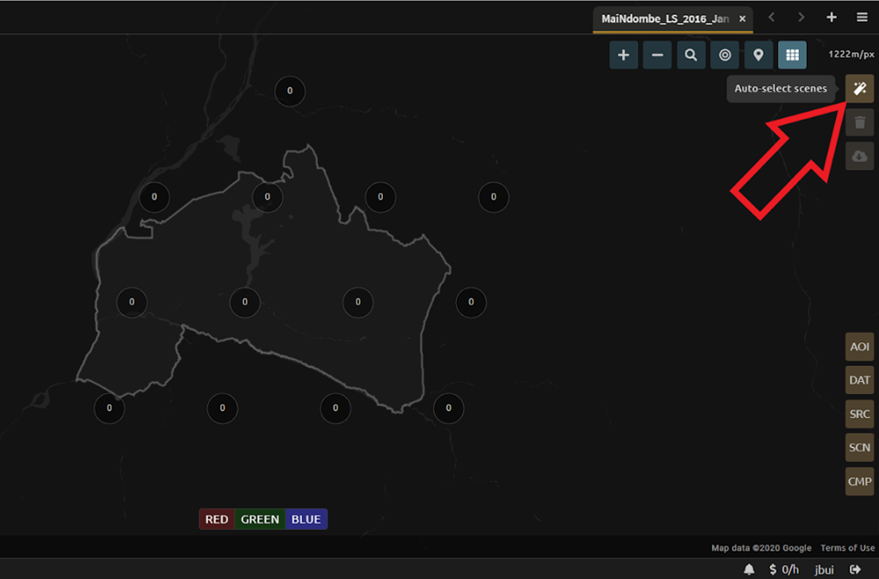 MaiNdombe_LS_2016_Jan
1222m/px
Auto-select scenes
0
0
0
0
0
0
0
0
0
0
0
0
0
AOI
DAT
SRC
SCN
CMP
RED GREEN BLUE
Map data ©2020 Google Terms of Use
$ 0/h jbui